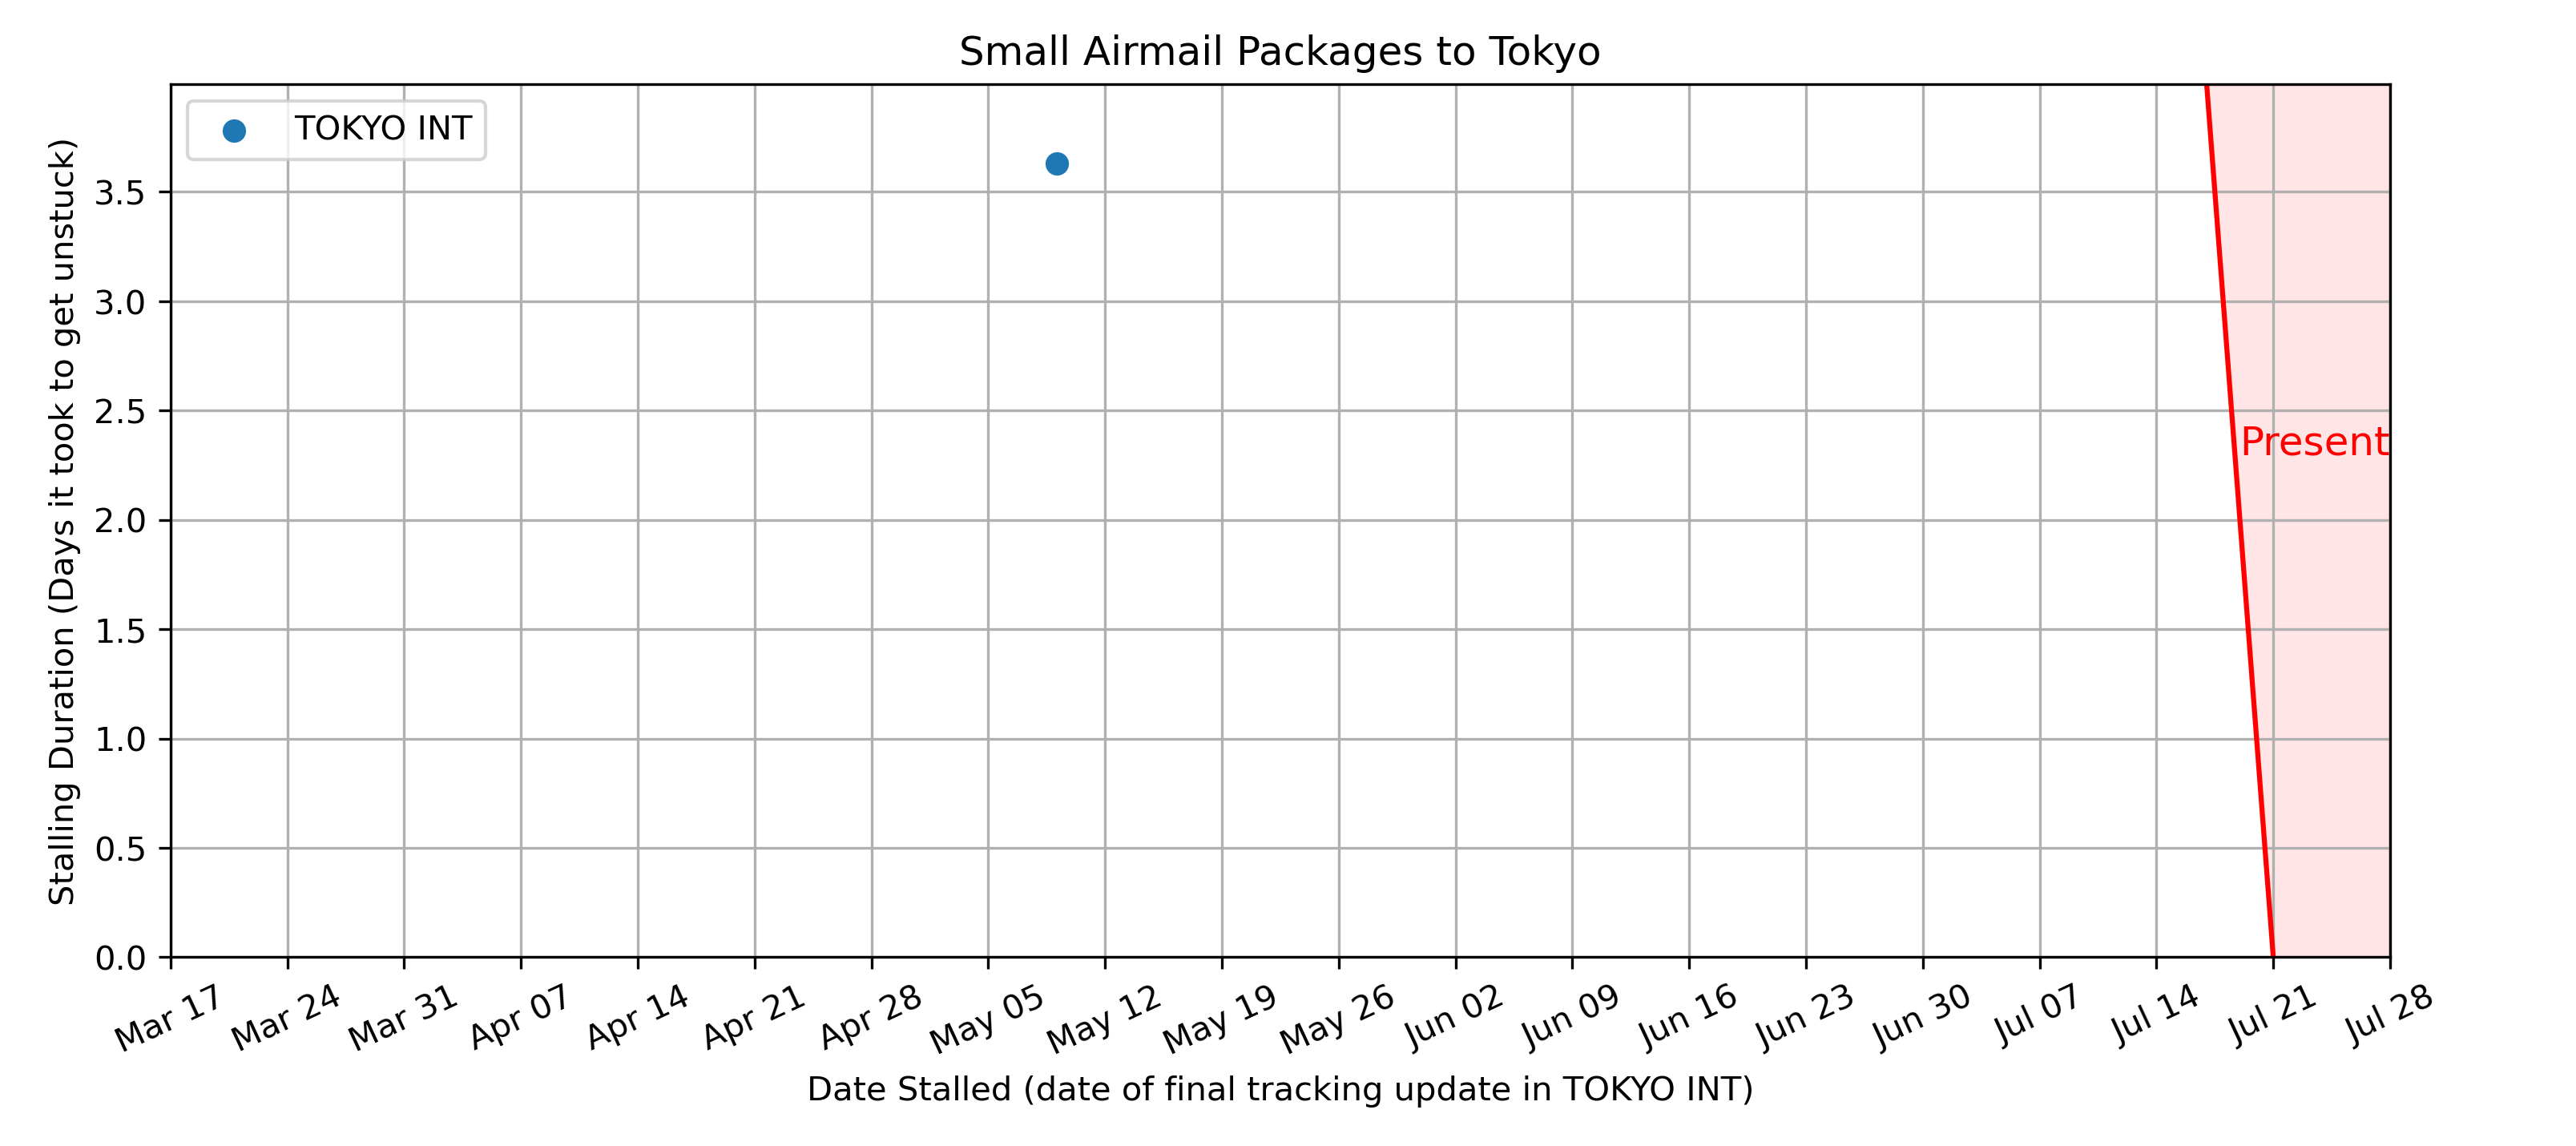 Small Airmail Packages to Tokyo
TOKYO INT
Stalling Duration (Days it took to get unstuck)
3.5
3.0
2.5
2.0
1.5
1.0
0.5
0.0
Present
Mar 17
Mar 24
Mar 31
Apr 07
Apr 14
Apr 21
Apr 28
May 05
May 12
May 19
May 26
Jun 02
Jun 09
Jun 16
Jun 23
Jun 30
Jul 07
Jul 14
Jul 21
Jul 28
Date Stalled (date of final tracking update in TOKYO INT)